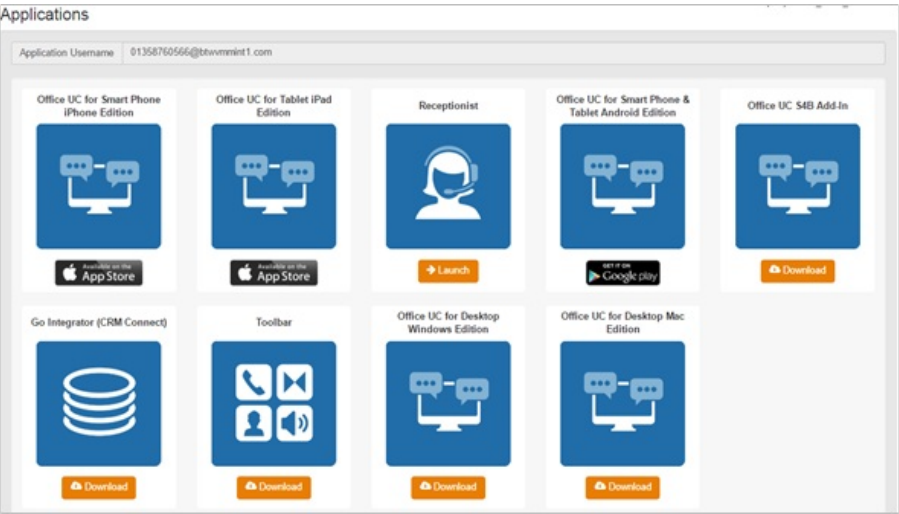 Applications
Application Username 01358760566@btwvmmint1.com
Office UC for Smart Phone
iPhone Edition
Available on the
App Store
Office UC for Tablet iPad
Edition
Available on the
App Store
Receptionist
Launch
Office UC for Smart Phone &
Tablet Android Edition
GET IT ON
Google play
Office UC S4B Add-In
Download
Go Integrator (CRM Connect)
Download
Toolbar
Download
Office UC for Desktop
Windows Edition
Download
Office UC for Desktop Mac
Edition
Download